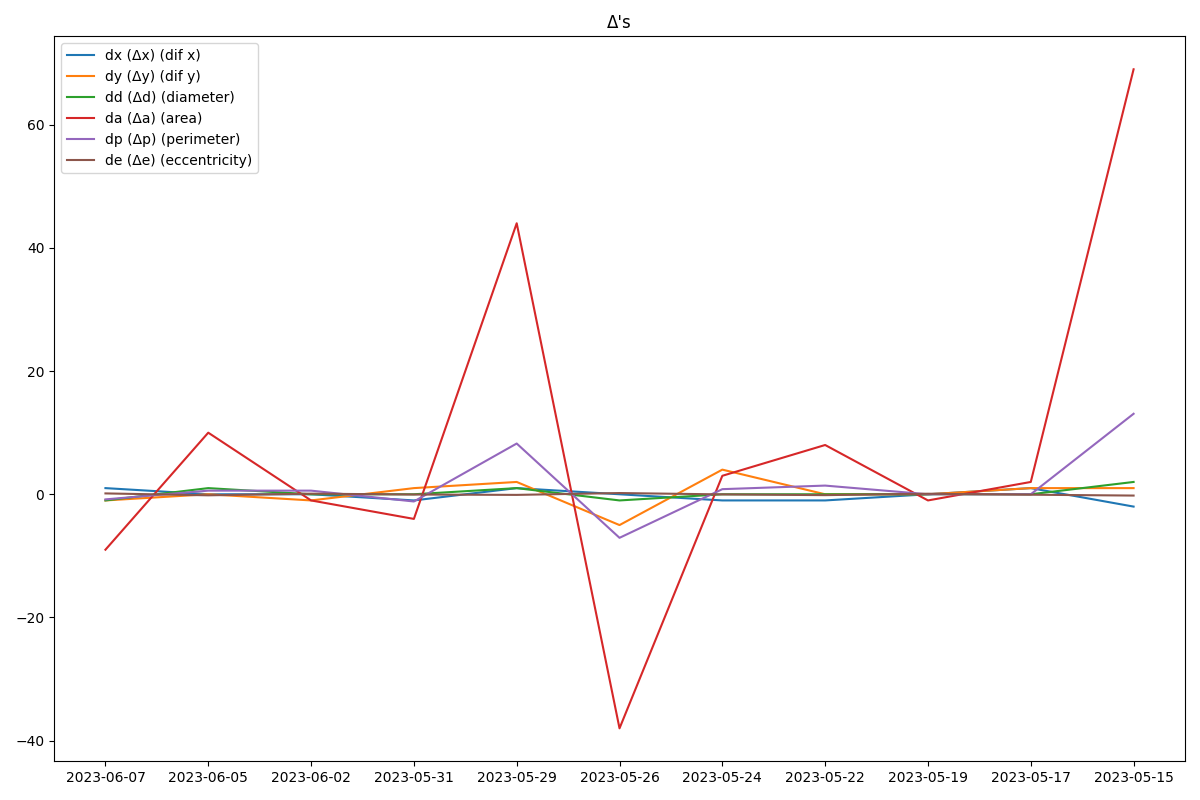 Δ's
dx (Δx) (dif x)
dy (Δy) (dif y)
dd (Δd) (diameter)
da (Δa) (area)
dp (Δp) (perimeter)
de (Δe) (eccentricity)
60
40
20
0
−20
−40
2023-06-07 2023-06-05 2023-06-02 2023-05-31 2023-05-29 2023-05-26 2023-05-24 2023-05-22 2023-05-19 2023-05-17 2023-05-15